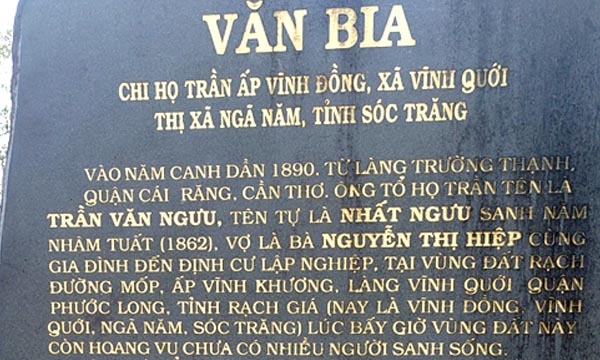 VĂN BIA
CHI HỌ TRẦN ẤP VĨNH ĐỒNG, XÃ VĨNH QUỚI
THỊ XÃ NGÃ NĂM, TỈNH SÓC TRĂNG
VÀO NĂM CANH DẦN 1890. TỪ LÀNG TRƯỜNG THẠNH,
QUẬN CÁI RĂNG, CẦN THƠ, ÔNG TỔ HỌ TRẦN TÊN LÀ
TRẦN VĂN NGƯU, TÊN TỰ LÀ NHẤT NGƯU SANH NĂM
NHÂM TUẤT (1862), VỢ LÀ BÀ NGUYỄN THỊ HIỆP CÙNG
GIA ĐÌNH ĐẾN ĐỊNH CƯ LẬP NGHIỆP, TẠI VÙNG ĐẤT RẠCH
ĐƯỜNG MỐP, ẤP VĨNH KHƯƠNG, LÀNG VĨNH QUỚI QUẬN
PHƯỚC LONG, TỈNH RẠCH GIÁ (NAY LÀ VĨNH ĐỒNG, VĨNH
QUỚI, NGÃ NĂM, SÓC TRĂNG) LÚC BẤY GIỜ VÙNG ĐẤT NÀY
CÒN HOANG VU CHƯA CÓ NHIỀU NGƯỜI SANH SỐNG.